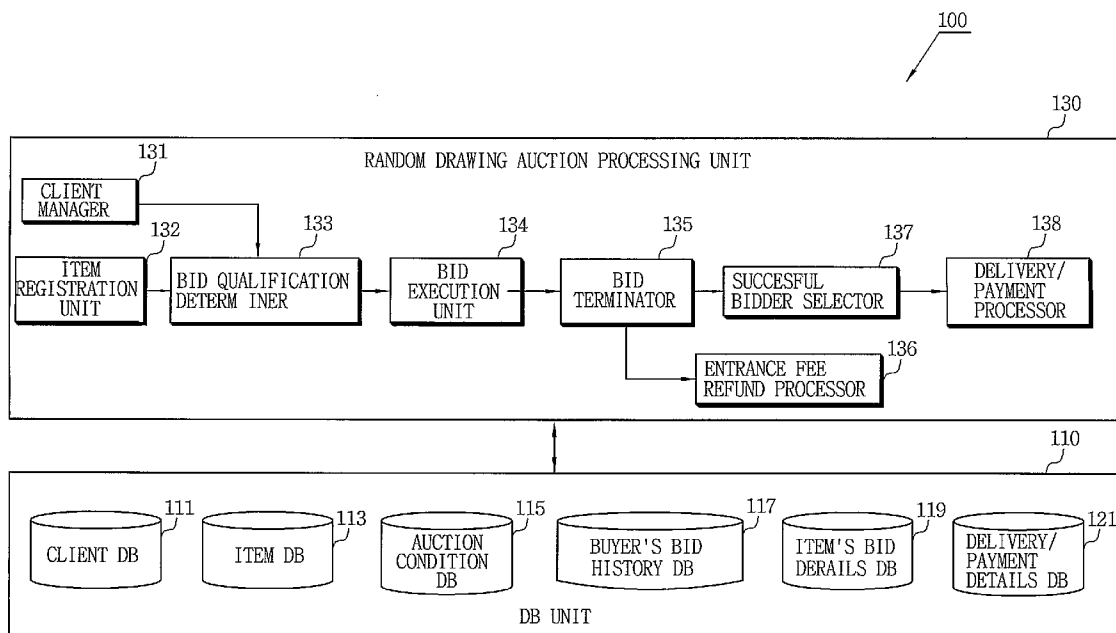 100
130
RANDOM DRAWING AUCTION PROCESSING UNIT
131
CLIENT
MANAGER
132
ITEM
REGISTRATION
UNIT
133
BID QUALIFICATION
DETERM INER
134
BID
EXECUTION
UNIT
135
BID
TERMINATOR
137
SUCCESFUL
BIDDER SELECTOR
138
DELIVERY/
PAYMENT
PROCESSOR
136
ENTRANCE FEE
REFUND PROCESSOR
110
111
CLIENT DB
113
ITEM DB
115
AUCTION
CONDITION
DB
117
BUYER'S BID
HISTORY DB
119
ITEM'S BID
DERAILS DB
121
DELIVERY/
PAYMENT
DETAILS DB
DB UNIT